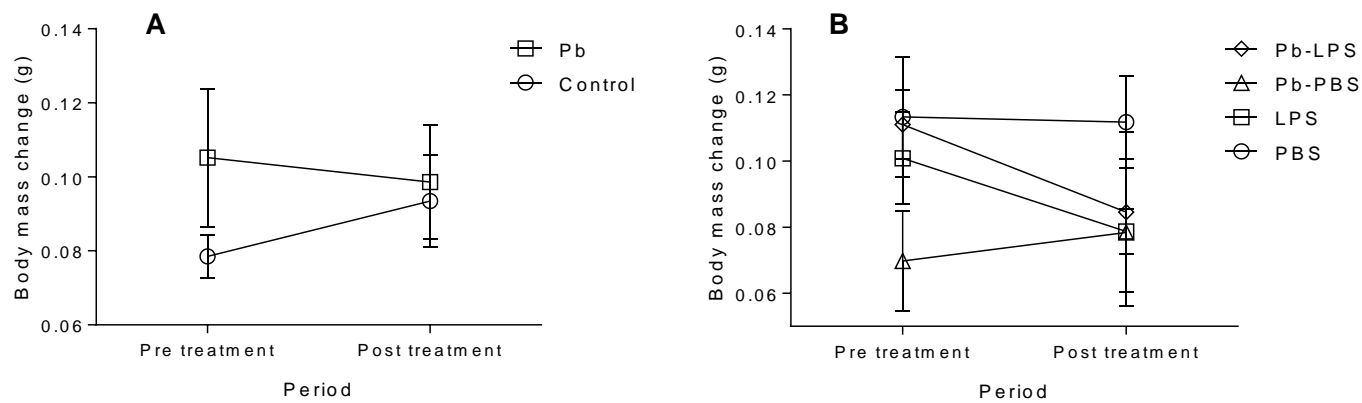 A
0.14
0.12
0.10
0.08
0.06
Body mass change (g)
Pre treatment
Post treatment
Period
Pb
Control
B
0.14
0.12
0.10
0.08
0.06
Body mass change (g)
Pre treatment
Post treatment
Period
Pb-LPS
Pb-PBS
LPS
PBS